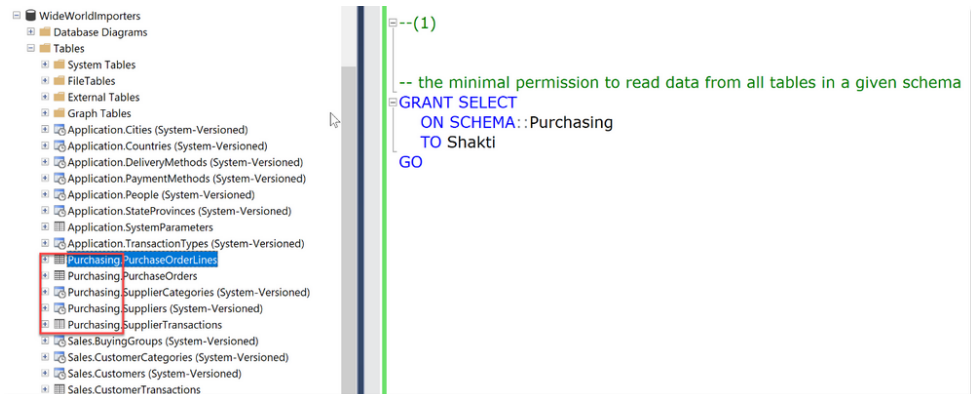 WideWorldImporters
Database Diagrams
Tables
System Tables
FileTables
External Tables
Graph Tables
Application.Cities (System-Versioned)
Application.Countries (System-Versioned)
Application.DeliveryMethods (System-Versioned)
Application.PaymentMethods (System-Versioned)
Application.People (System-Versioned)
Application.StateProvinces (System-Versioned)
Application.SystemParameters
Application.TransactionTypes (System-Versioned)
Purchasing.PurchaseOrderLines
Purchasing.PurchaseOrders
Purchasing.SupplierCategories (System-Versioned)
Purchasing.Suppliers (System-Versioned)
Purchasing.SupplierTransactions
Sales.BuyingGroups (System-Versioned)
Sales.CustomerCategories (System-Versioned)
Sales.Customers (System-Versioned)
Sales.CustomerTransactions
--(1)
-- the minimal permission to read data from all tables in a given schema
GRANT SELECT
ON SCHEMA::Purchasing
TO Shakti
GO